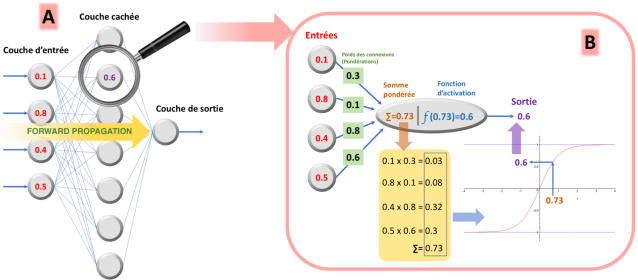 A
Couche cachée
Couche d'entrée
0.1
0.6
0.8
Couche de sortie
FORWARD PROPAGATION
0.4
0.5
B
Entrées
Poids des connexions
(Pondérations)
0.1
0.3
Somme
pondérée
Fonction
d'activation
0.8
0.1
Sortie
∑=0.73 | f(0.73)=0.6
0.6
0.4
0.8
0.6
0.5
0.1 x 0.3 = 0.03
0.8 x 0.1 = 0.08
0.4 x 0.8 = 0.32
0.5 x 0.6 = 0.3
∑= 0.73
0.6
0.73